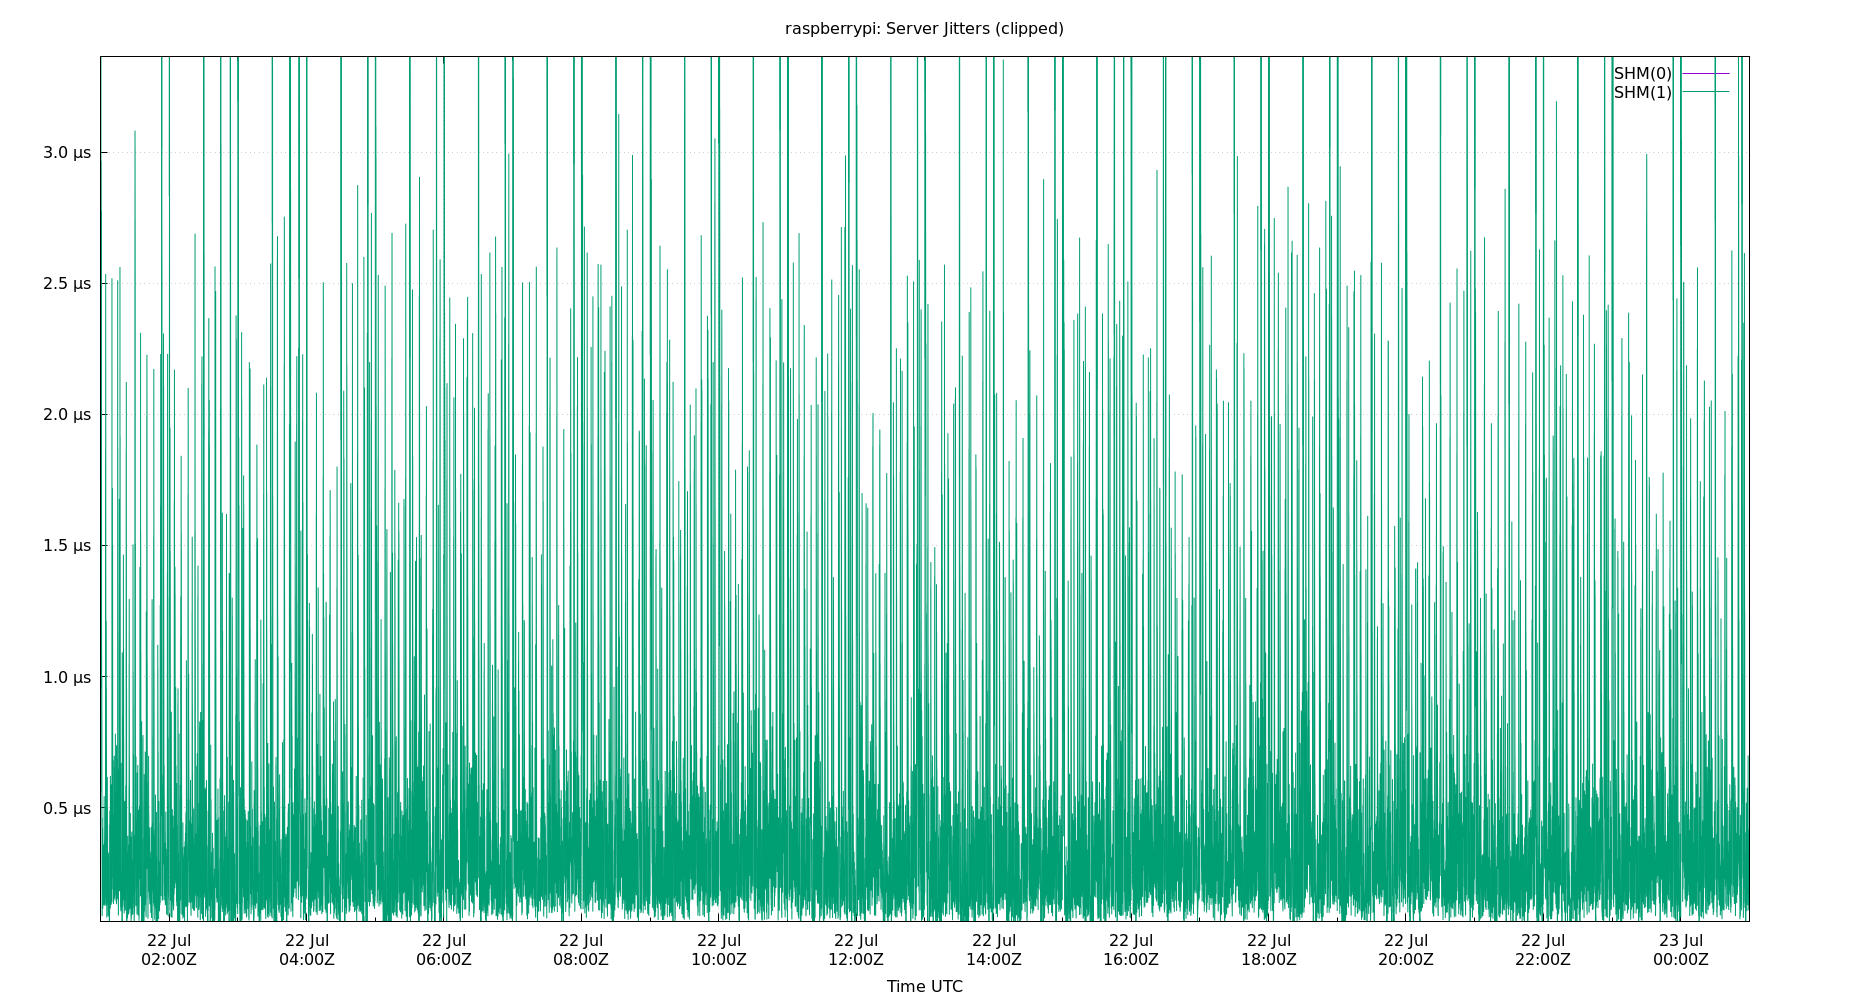 raspberrypi: Server Jitters (clipped)
SHM(0)
SHM(1)
3.0 µs
2.5 µs
2.0 µs
1.5 µs
1.0 µs
0.5 µs
22 Jul 22 Jul 22 Jul 22 Jul 22 Jul 22 Jul 22 Jul 22 Jul 22 Jul 22 Jul 22 Jul 23 Jul
02:00Z 04:00Z 06:00Z 08:00Z 10:00Z 12:00Z 14:00Z 16:00Z 18:00Z 20:00Z 22:00Z 00:00Z
Time UTC